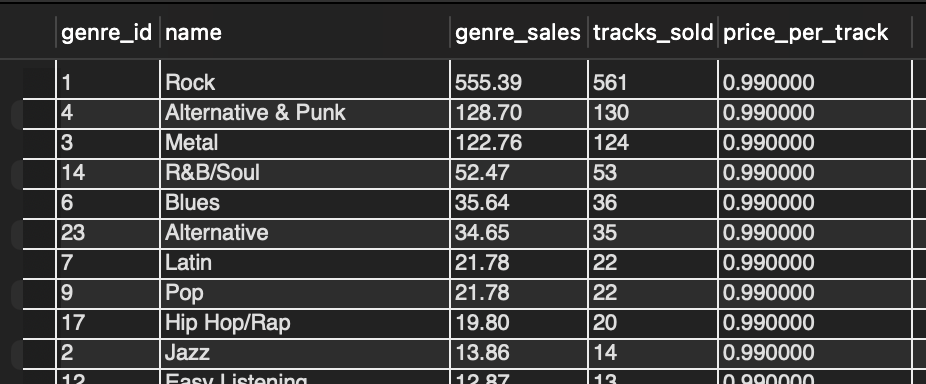 genre_id name genre_sales tracks_sold price_per_track
1 Rock 555.39 561 0.990000
4 Alternative & Punk 128.70 130 0.990000
3 Metal 122.76 124 0.990000
14 R&B/Soul 52.47 53 0.990000
6 Blues 35.64 36 0.990000
23 Alternative 34.65 35 0.990000
7 Latin 21.78 22 0.990000
9 Pop 21.78 22 0.990000
17 Hip Hop/Rap 19.80 20 0.990000
2 Jazz 13.86 14 0.990000
12 Easy Listening 12.87 13 0.990000